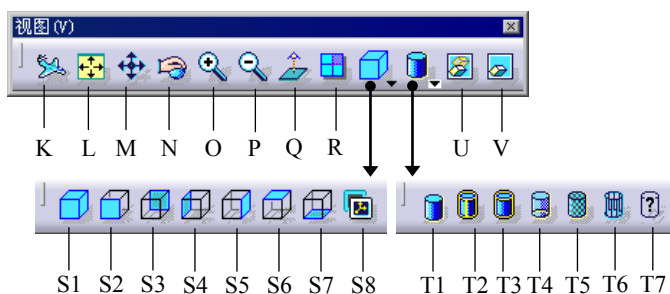 视图(V)
K L M N O P Q R U V
S1 S2 S3 S4 S5 S6 S7 S8 T1 T2 T3 T4 T5 T6 T7